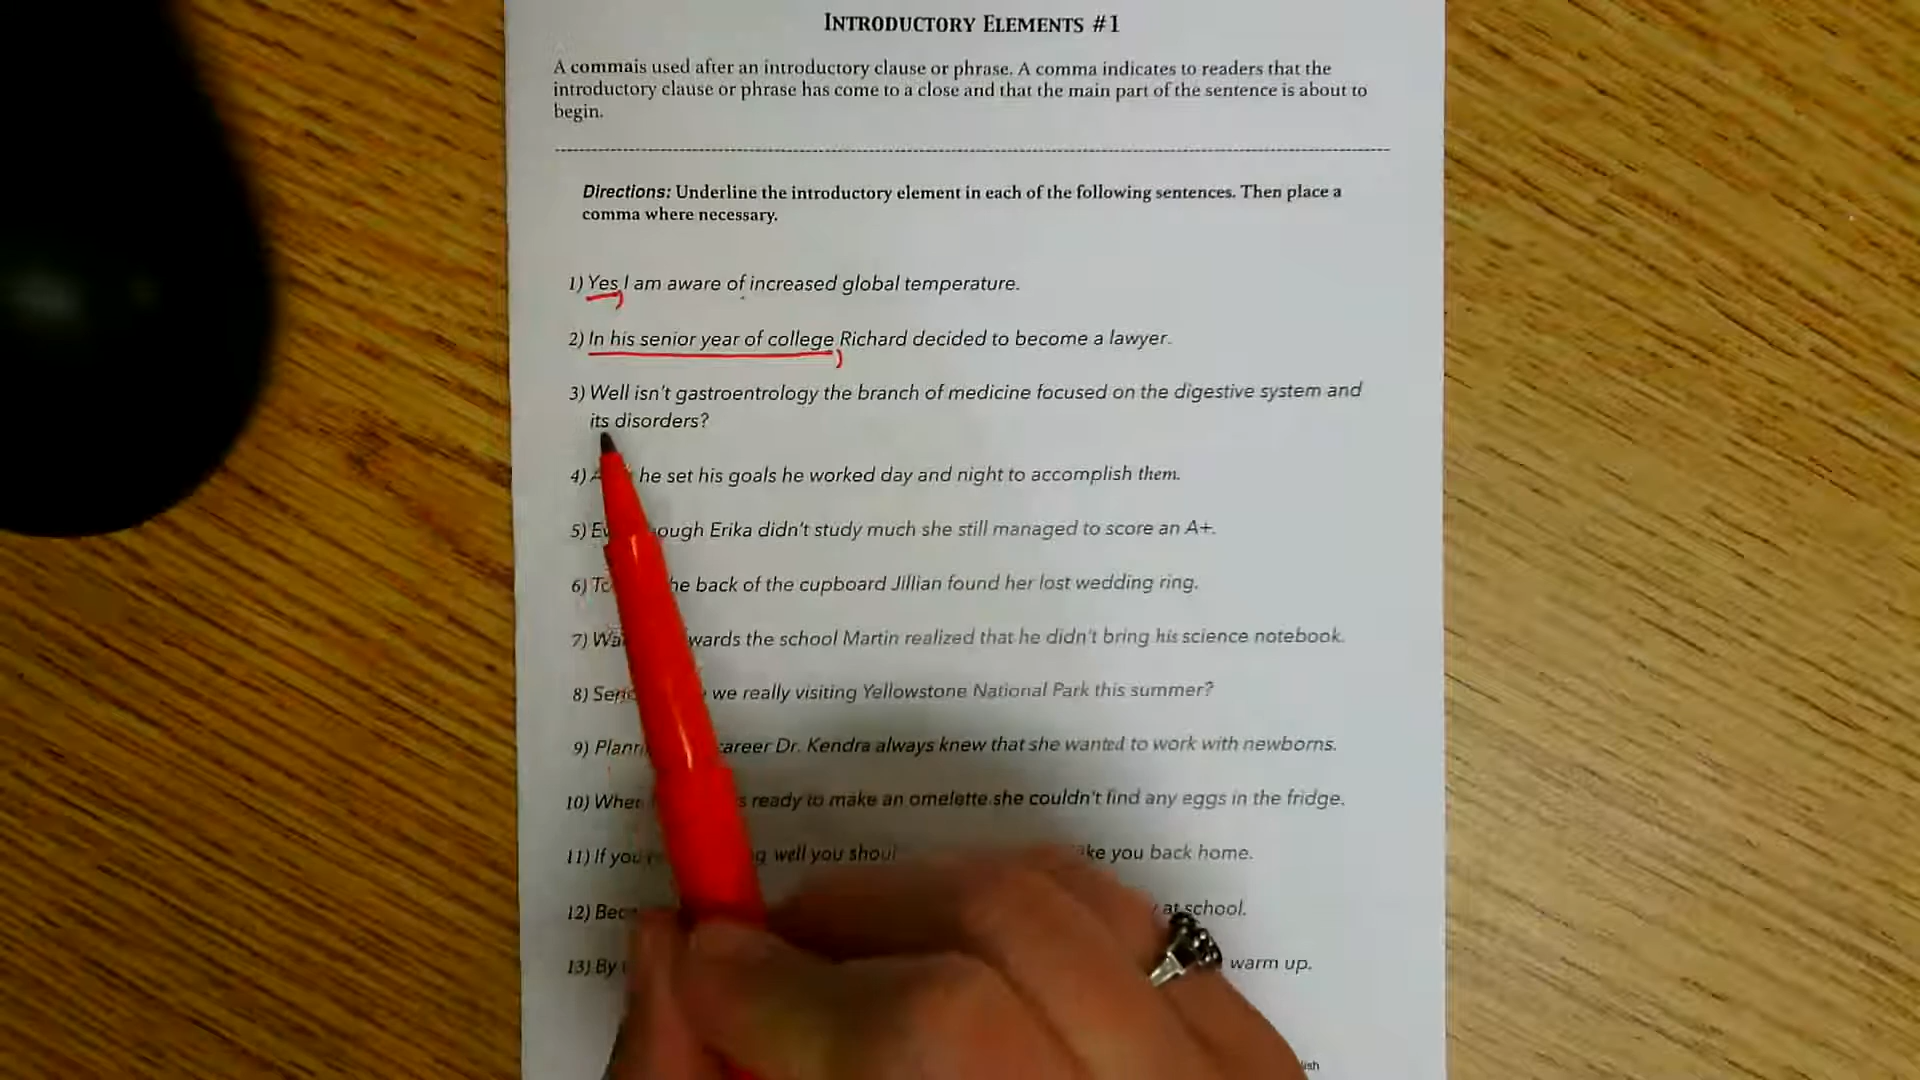 INTRODUCTORY ELEMENTS #1
A commais used after an introductory clause or phrase. A comma indicates to readers that the
introductory clause or phrase has come to a close and that the main part of the sentence is about to
begin.
Directions: Underline the introductory element in each of the following sentences. Then place a
comma where necessary.
1) Yes, I am aware of increased global temperature.
2) In his senior year of college, Richard decided to become a lawyer.
3) Well isn't gastroentrology the branch of medicine focused on the digestive system and
its disorders?
4) he set his goals he worked day and night to accomplish them.
5) Erika didn't study much she still managed to score an A+.
6) back of the cupboard Jillian found her lost wedding ring.
7) the school Martin realized that he didn't bring his science notebook.
8) we really visiting Yellowstone National Park this summer?
9) career Dr. Kendra always knew that she wanted to work with newborns.
10) ready to make an omelette she couldn't find any eggs in the fridge.
11) If well you you back home.
12) at school.
13) By warm up.